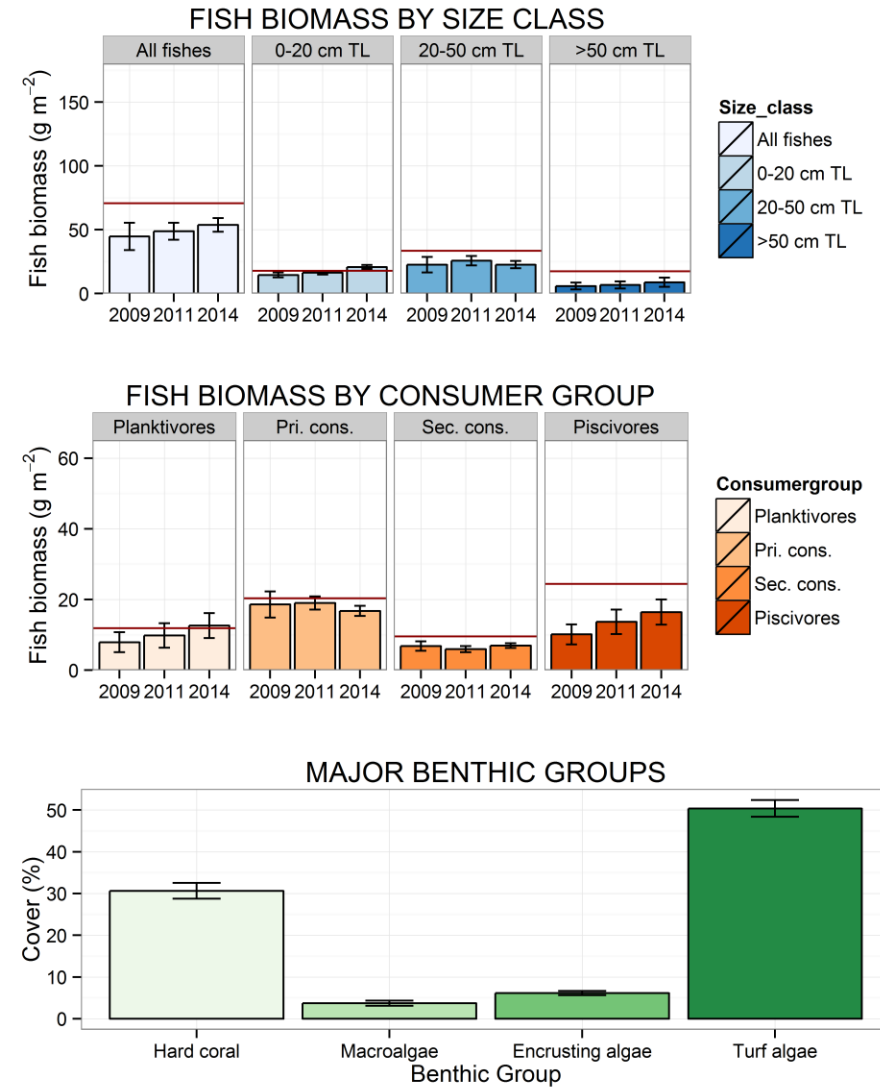 FISH BIOMASS BY SIZE CLASS
All fishes 0-20 cm TL 20-50 cm TL >50 cm TL
Fish biomass (g m⁻²)
150
100
50
0
2009 2011 2014 2009 2011 2014 2009 2011 2014 2009 2011 2014
Size_class
All fishes
0-20 cm TL
20-50 cm TL
>50 cm TL
FISH BIOMASS BY CONSUMER GROUP
Planktivores Pri. cons. Sec. cons. Piscivores
Fish biomass (g m⁻²)
60
40
20
0
2009 2011 2014 2009 2011 2014 2009 2011 2014 2009 2011 2014
Consumergroup
Planktivores
Pri. cons.
Sec. cons.
Piscivores
MAJOR BENTHIC GROUPS
Cover (%)
50
40
30
20
10
0
Hard coral Macroalgae Encrusting algae Turf algae
Benthic Group